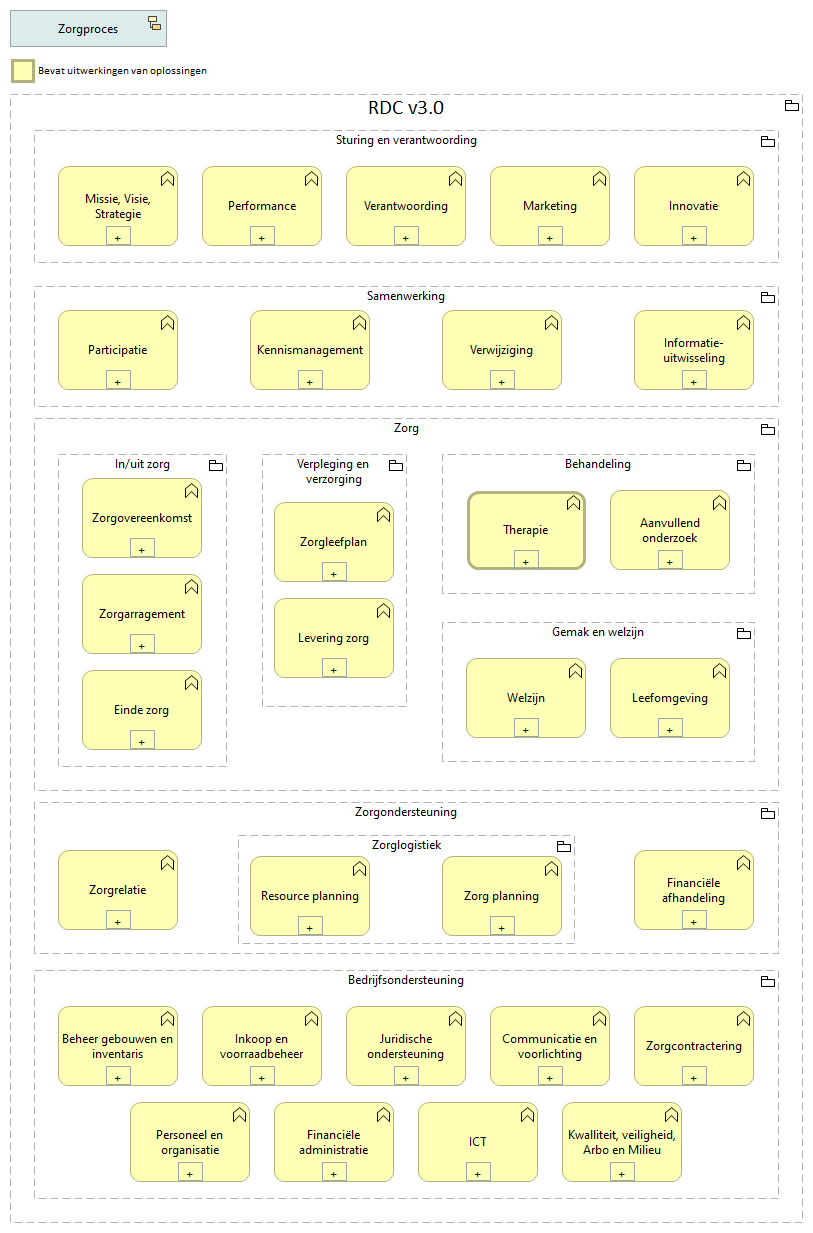 Zorgproces
Bevat uitwerkingen van oplossingen
RDC v3.0
Sturing en verantwoording
Missie, Visie,
Strategie
Performance
Verantwoording
Marketing
Innovatie
Samenwerking
Participatie
Kennismanagement
Verwijziging
Informatie-
uitwisseling
Zorg
In/uit zorg
Zorgovereenkomst
Zorgarragement
Einde zorg
Verpleging en
verzorging
Zorgleefplan
Levering zorg
Behandeling
Therapie
Aanvullend
onderzoek
Gemak en welzijn
Welzijn
Leefomgeving
Zorgondersteuning
Zorgrelatie
Zorglogistiek
Resource planning
Zorg planning
Financiële
afhandeling
Bedrijfsondersteuning
Beheer gebouwen en
inventaris
Inkoop en
voorraadbeheer
Juridische
ondersteuning
Communicatie en
voorlichting
Zorgcontractering
Personeel en
organisatie
Financiële
administratie
ICT
Kwalliteit, veiligheid,
Arbo en Milieu